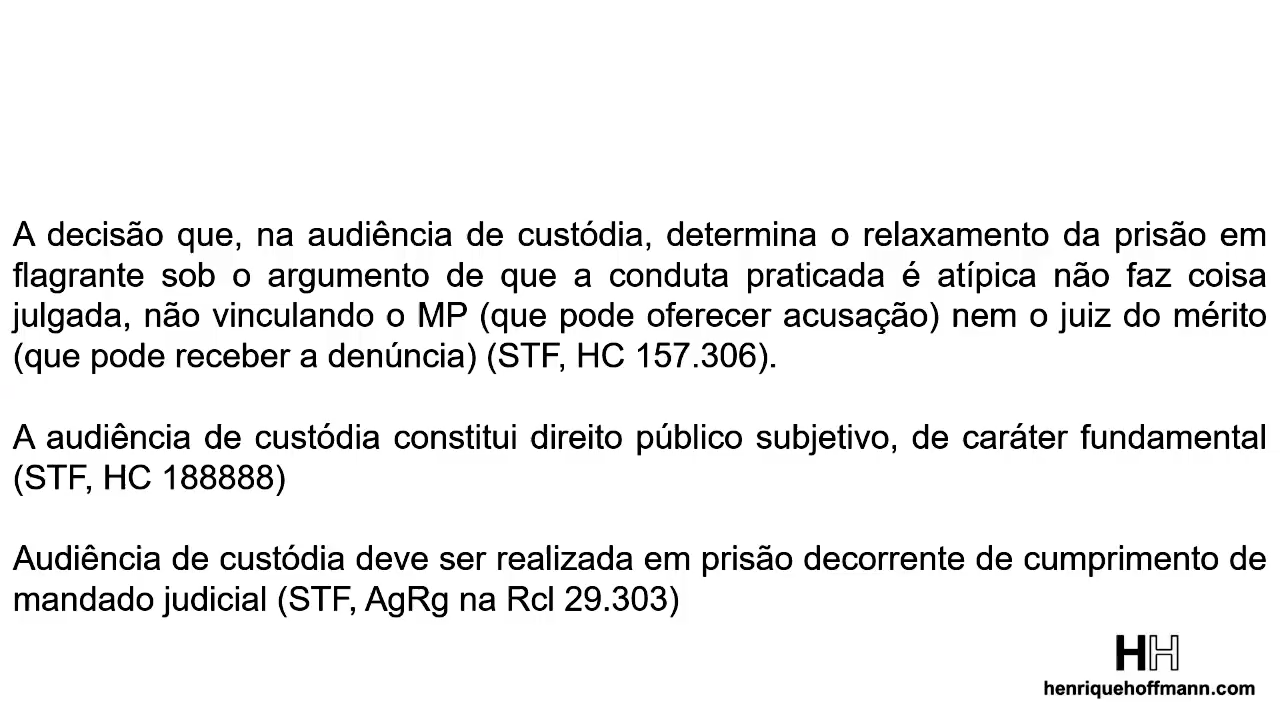 A decisão que, na audiência de custódia, determina o relaxamento da prisão em
flagrante sob o argumento de que a conduta praticada é atípica não faz coisa
julgada, não vinculando o MP (que pode oferecer acusação) nem o juiz do mérito
(que pode receber a denúncia) (STF, HC 157.306).
A audiência de custódia constitui direito público subjetivo, de caráter fundamental
(STF, HC 188888)
Audiência de custódia deve ser realizada em prisão decorrente de cumprimento de
mandado judicial (STF, AgRg na Rcl 29.303)
HH
henriquehoffmann.com